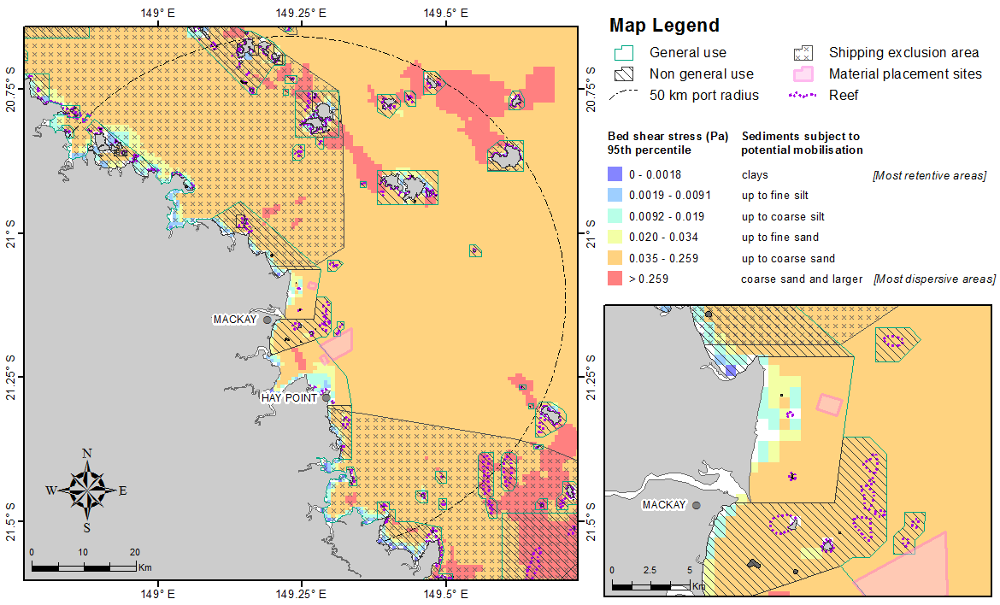 149° E
149.25° E
149.5° E
20.75° S
20.75° S
21° S
21° S
MACKAY
21.25° S
21.25° S
HAY POINT
N
W
E
S
21.5° S
21.5° S
0 10 20
Km
149°
149.25° E
149.5° E
Map Legend
General use
Shipping exclusion area
Non general use
Material placement sites
50 km port radius
Reef
Bed shear stress (Pa) Sediments subject to
95th percentile potential mobilisation
0 - 0.0018 clays [Most retentive areas]
0.0019 - 0.0091 up to fine silt
0.0092 - 0.019 up to coarse silt
0.020 - 0.034 up to fine sand
0.035 - 0.259 up to coarse sand
> 0.259 coarse sand and larger [Most dispersive areas]
MACKAY
0 2.5 5
Km